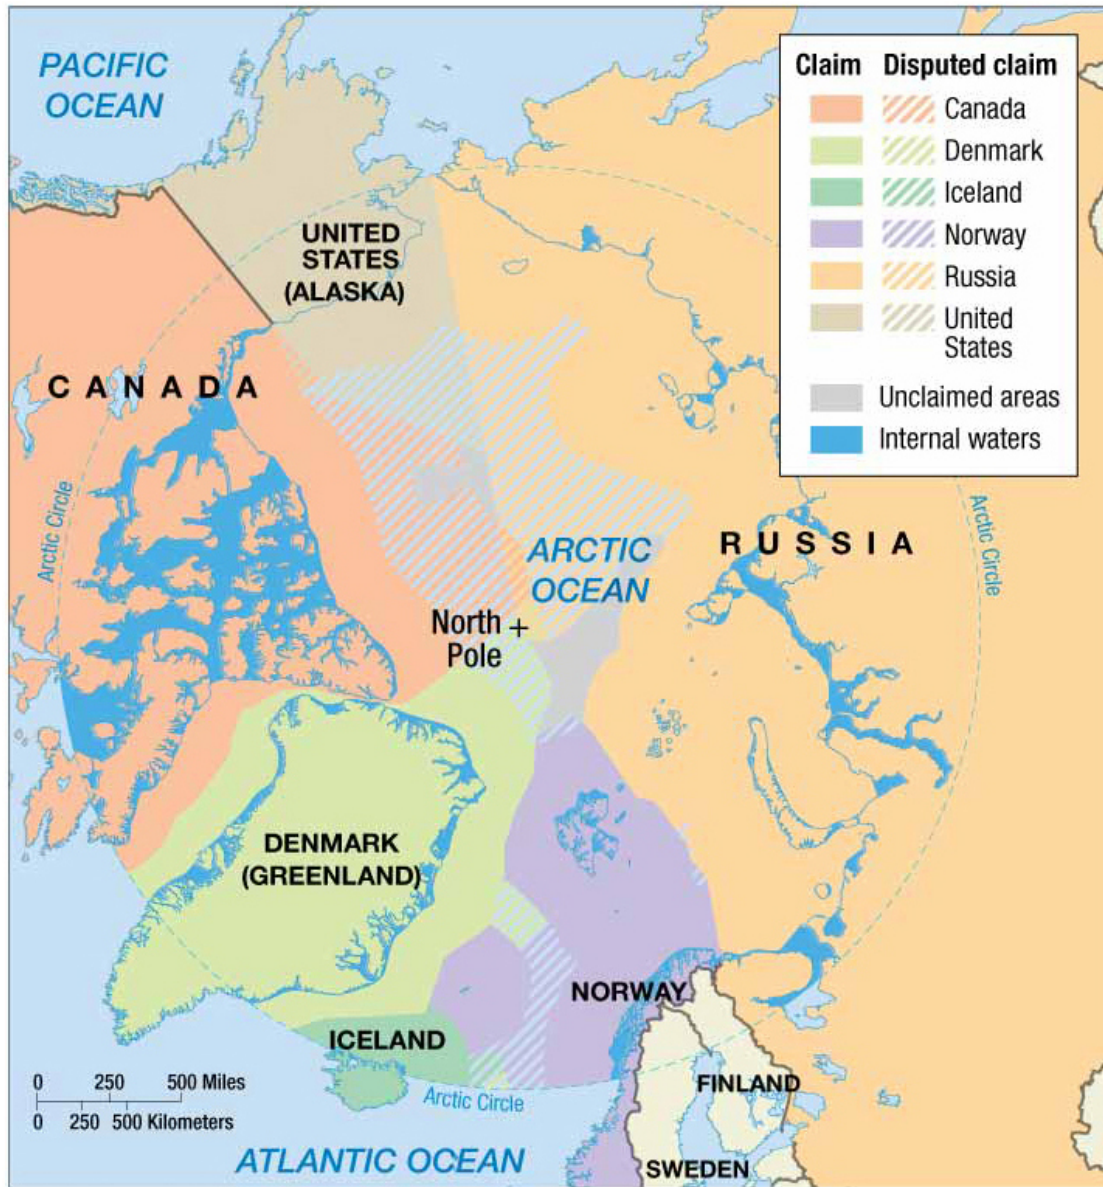 PACIFIC
OCEAN
Claim Disputed claim
Canada
Denmark
Iceland
Norway
Russia
United
States
Unclaimed areas
Internal waters
UNITED
STATES
(ALASKA)
CANADA
Arctic Circle
Arctic Circle
RUSSIA
ARCTIC
OCEAN
North
Pole
DENMARK
(GREENLAND)
NORWAY
ICELAND
FINLAND
Arctic Circle
0 250 500 Miles
0 250 500 Kilometers
ATLANTIC OCEAN
SWEDEN